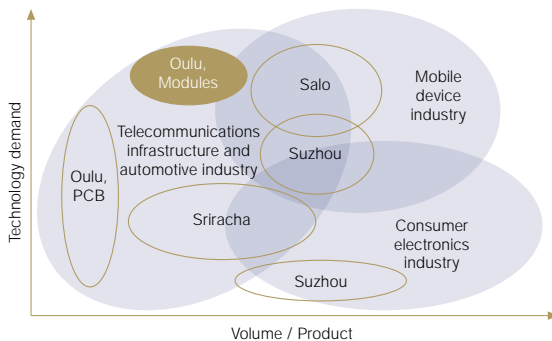 Technology demand
Oulu,
Modules
Salo
Mobile
device
industry
Telecommunications
infrastructure and
automotive industry
Suzhou
Oulu,
PCB
Sriracha
Consumer
electronics
industry
Suzhou
Volume / Product